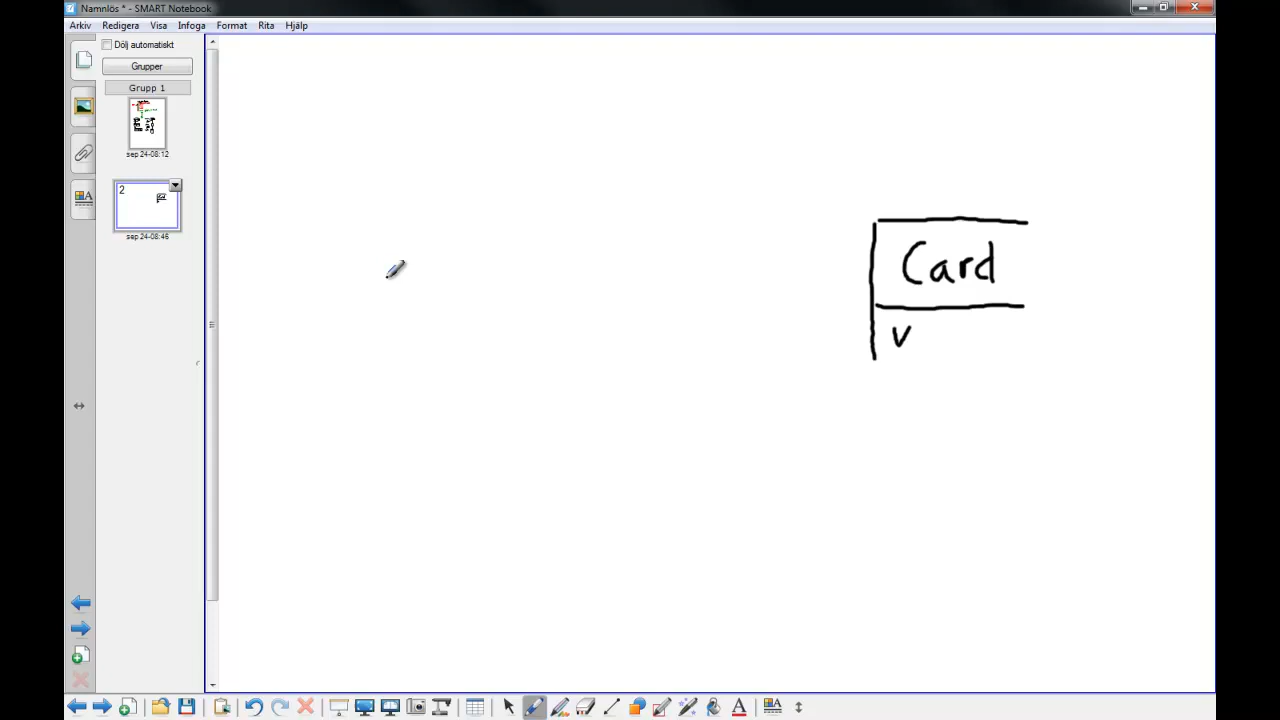 Namnlös * - SMART Notebook
Arkiv Redigera Visa Infoga Format Rita Hjälp
Dölj automatiskt
Grupper
Grupp 1
sep 24-08:12
2
sep 24-08:46
Card
v